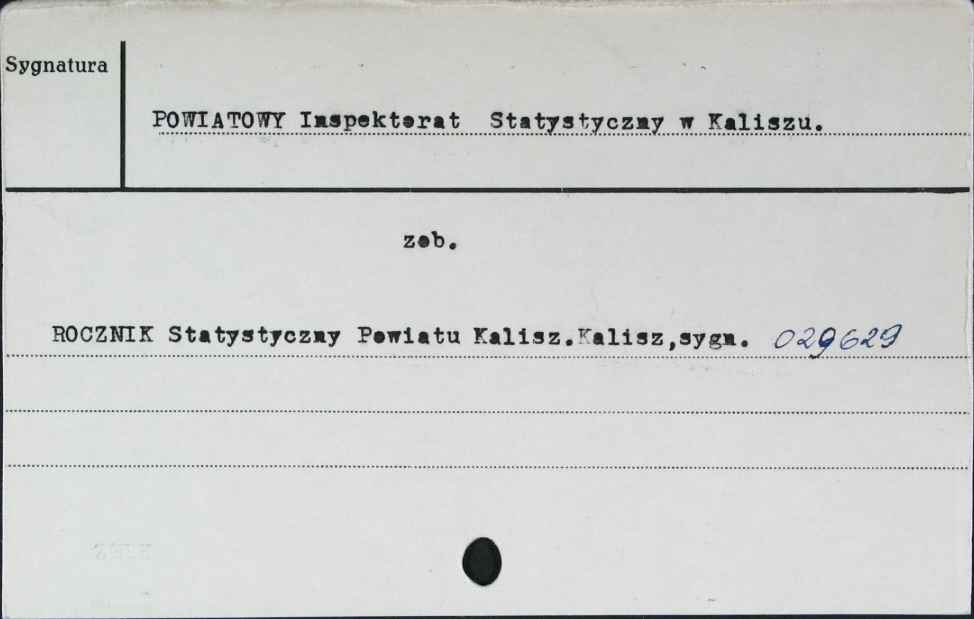 Sygnatura
POWIATOWY Inspektorat Statystyczny w Kaliszu.
zob.
ROCZNIK Statystyczny Powiatu Kalisz.Kalisz,sygn. 029629